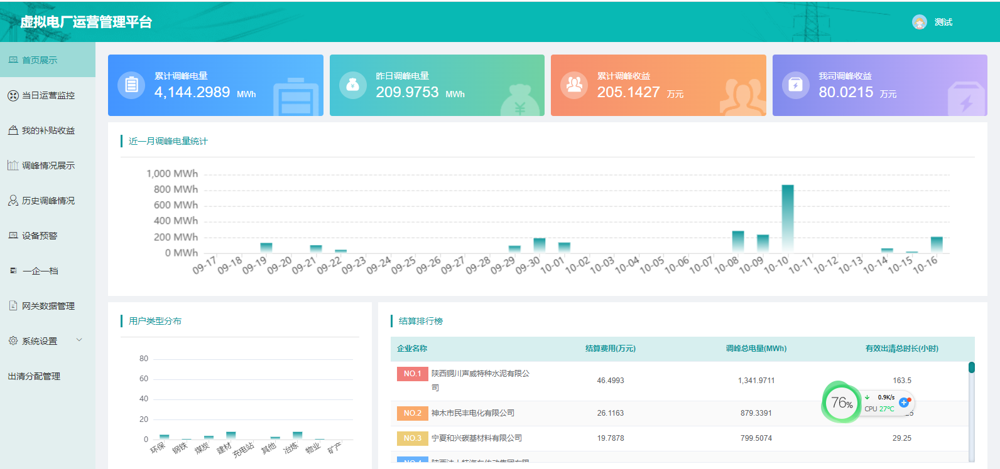 虚拟电厂运营管理平台
测试
首页展示
当日运营监控
我的补贴收益
调峰情况展示
历史调峰情况
设备预警
一企一档
网关数据管理
系统设置
出清分配管理
累计调峰电量
4,144.2989 MWh
昨日调峰电量
209.9753 MWh
累计调峰收益
205.1427 万元
我司调峰收益
80.0215 万元
近一月调峰电量统计
1,000 MWh
800 MWh
600 MWh
400 MWh
200 MWh
0 MWh
09-17 09-18 09-19 09-20 09-21 09-22 09-23 09-24 09-25 09-26 09-27 09-28 09-29 09-30 10-01 10-02 10-03 10-04 10-05 10-06 10-07 10-08 10-09 10-10 10-11 10-12 10-13 10-14 10-15 10-16
用户类型分布
80
60
40
20
0
环保 钢铁 煤炭 建材 充电站 其他 冶炼 物业 矿产
结算排行榜
企业名称 结算费用(万元) 调峰总电量(MWh) 有效出清总时长(小时)
NO.1 陕西铜川声威特种水泥有限公
司
46.4993 1,341.9711 163.5
NO.2 神木市民丰电化有限公司 26.1163 879.3391
NO.3 宁夏和兴碳基材料有限公司 19.7878 799.5074 29.25
NO.4 陕西法士特汽车传动集团有限
76%
0.9K/s
CPU 27℃